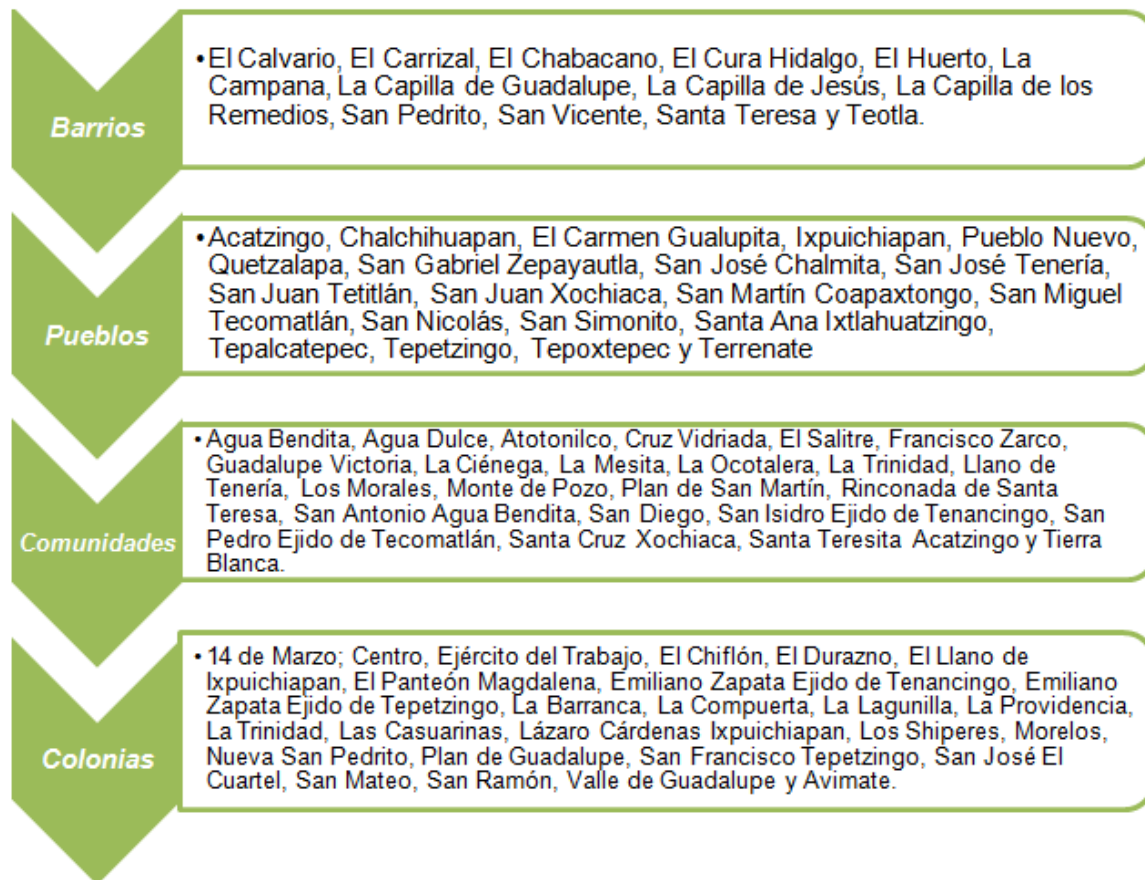 Barrios
•El Calvario, El Carrizal, El Chabacano, El Cura Hidalgo, El Huerto, La
Campana, La Capilla de Guadalupe, La Capilla de Jesús, La Capilla de los
Remedios, San Pedrito, San Vicente, Santa Teresa y Teotla.
Pueblos
•Acatzingo, Chalchihuapan, El Carmen Gualupita, Ixpuichiapan, Pueblo Nuevo,
Quetzalapa, San Gabriel Zepayautla, San José Chalmita, San José Tenería,
San Juan Tetitlán, San Juan Xochiaca, San Martín Coapaxtongo, San Miguel
Tecomatlán, San Nicolás, San Simonito, Santa Ana Ixtlahuatzingo,
Tepalcatepec, Tepetzingo, Tepoxtepec y Terrenate
Comunidades
• Agua Bendita, Agua Dulce, Atotonilco, Cruz Vidriada, El Salitre, Francisco Zarco,
Guadalupe Victoria, La Ciénega, La Mesita, La Ocotalera, La Trinidad, Llano de
Tenería, Los Morales, Monte de Pozo, Plan de San Martín, Rinconada de Santa
Teresa, San Antonio Agua Bendita, San Diego, San Isidro Ejido de Tenancingo, San
Pedro Ejido de Tecomatlán, Santa Cruz Xochiaca, Santa Teresita Acatzingo y Tierra
Blanca.
Colonias
• 14 de Marzo; Centro, Ejército del Trabajo, El Chiflón, El Durazno, El Llano de
Ixpuichiapan, El Panteón Magdalena, Emiliano Zapata Ejido de Tenancingo, Emiliano
Zapata Ejido de Tepetzingo, La Barranca, La Compuerta, La Lagunilla, La Providencia,
La Trinidad, Las Casuarinas, Lázaro Cárdenas Ixpuichiapan, Los Shiperes, Morelos,
Nueva San Pedrito, Plan de Guadalupe, San Francisco Tepetzingo, San José El
Cuartel, San Mateo, San Ramón, Valle de Guadalupe y Avimate.